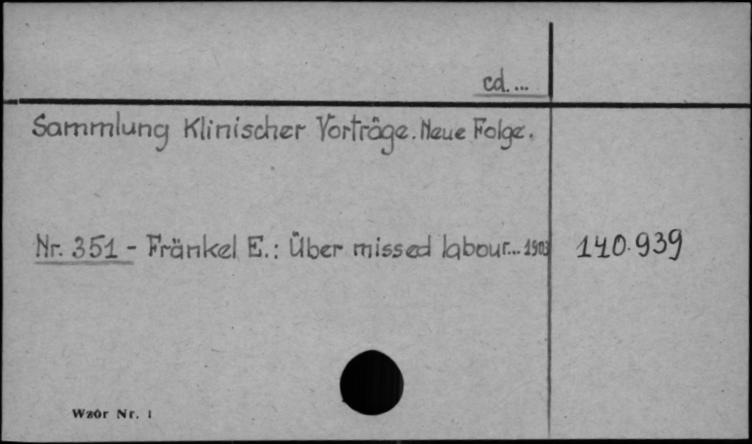 cd. ...
Sammlung Klinischer Vorträge. Neue Folge.
Nr. 351 - Fränkel E.: Über missed labour... 1903 140.939
Wzór Nr. 1